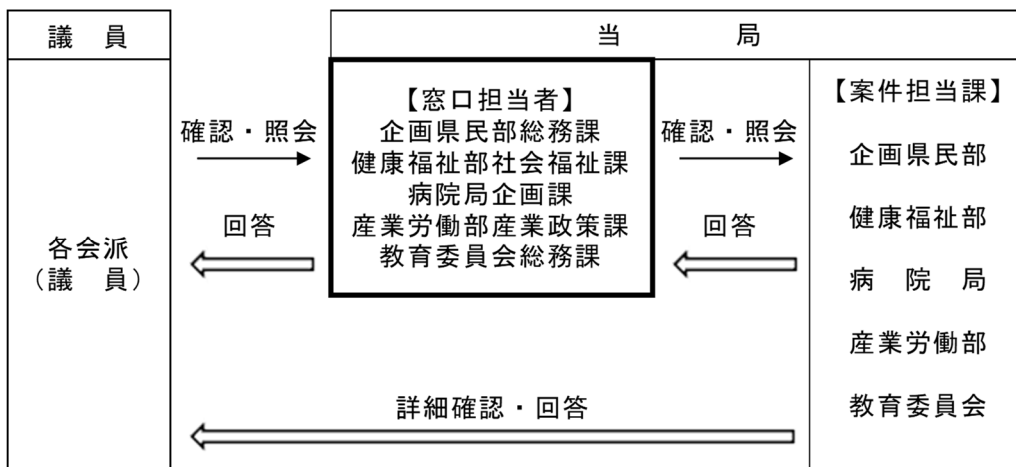 議　員
当　　　局
各会派
（議　員）
確認・照会
回答
【窓口担当者】
企画県民部総務課
健康福祉部社会福祉課
病院局企画課
産業労働部産業政策課
教育委員会総務課
確認・照会
回答
【案件担当課】
企画県民部
健康福祉部
病　院　局
産業労働部
教育委員会
詳細確認・回答